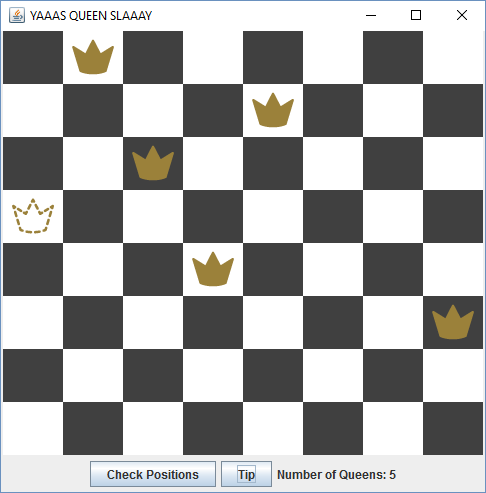 YAAAS QUEEN SLAAAY
Check Positions Tip Number of Queens: 5